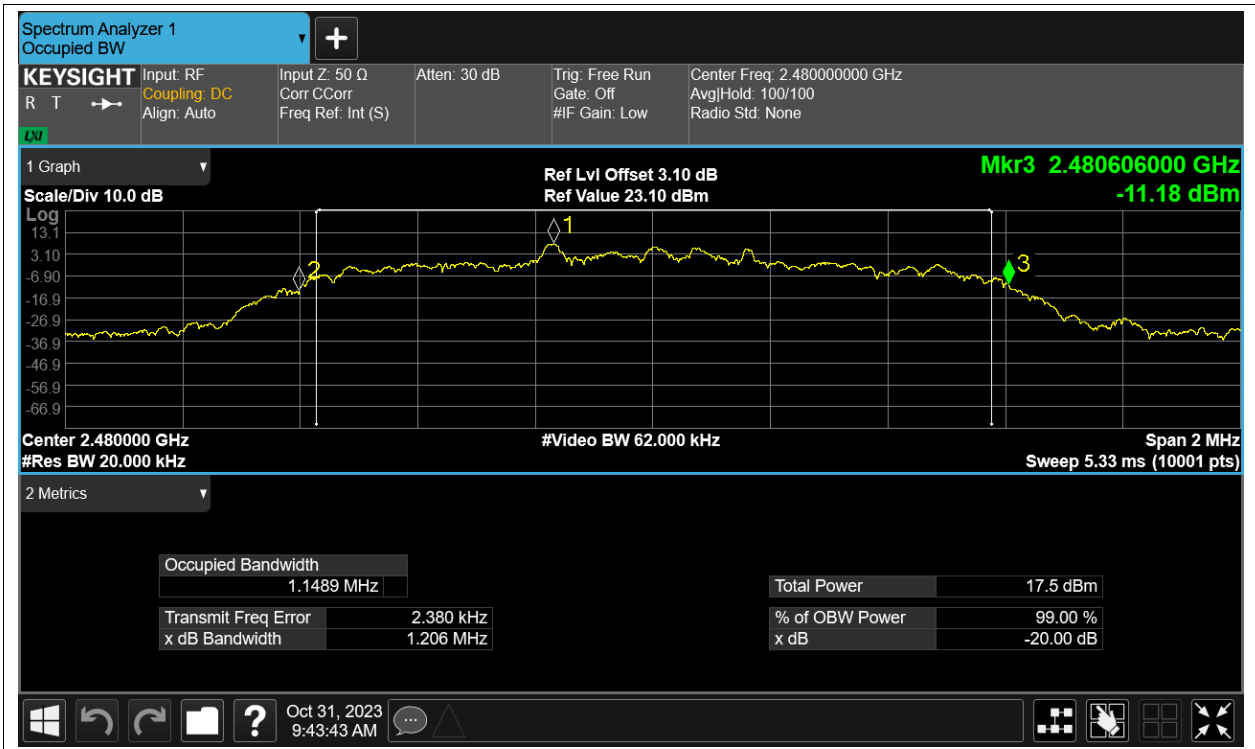 Spectrum Analyzer 1
Occupied BW
+
KEYSIGHT Input: RF Input Z: 50 Ω Atten: 30 dB Trig: Free Run Center Freq: 2.480000000 GHz
R T Coupling: DC Corr CCorr Gate: Off Avg|Hold: 100/100
Align: Auto Freq Ref: Int (S) #IF Gain: Low Radio Std: None
LXI
1 Graph Ref Lvl Offset 3.10 dB Mkr3 2.480606000 GHz
Scale/Div 10.0 dB Ref Value 23.10 dBm -11.18 dBm
Log
13.1
3.10
-6.90
-16.9
-26.9
-36.9
-46.9
-56.9
-66.9
1
2
3
Center 2.480000 GHz #Video BW 62.000 kHz Span 2 MHz
#Res BW 20.000 kHz Sweep 5.33 ms (10001 pts)
2 Metrics
Occupied Bandwidth
1.1489 MHz Total Power 17.5 dBm
Transmit Freq Error 2.380 kHz % of OBW Power 99.00 %
x dB Bandwidth 1.206 MHz x dB -20.00 dB
? Oct 31, 2023
9:43:43 AM